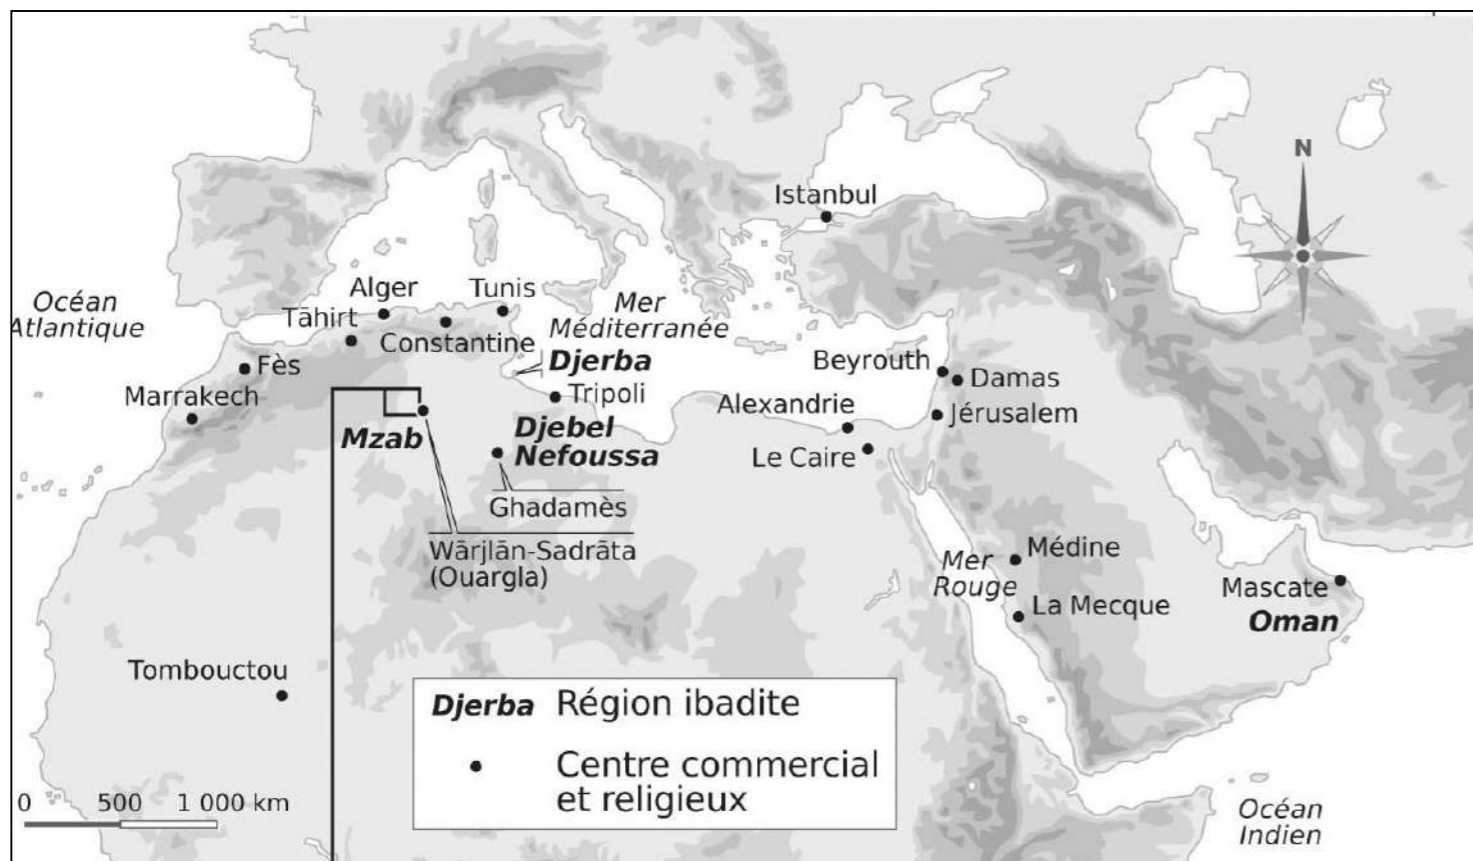 N
Istanbul
Océan
Atlantique
Alger
Tunis
Mer
Méditerranée
Tāhirt
Constantine
Djerba
Fès
Marrakech
Tripoli
Beyrouth
Damas
Alexandrie
Jérusalem
Le Caire
Mzab
Djebel
Nefoussa
Ghadamès
Wārjlān-Sadrāta
(Ouargla)
Mer
Rouge
Médine
La Mecque
Mascate
Oman
Tombouctou
Djerba Région ibadite
Centre commercial
et religieux
0 500 1 000 km
Océan
Indien